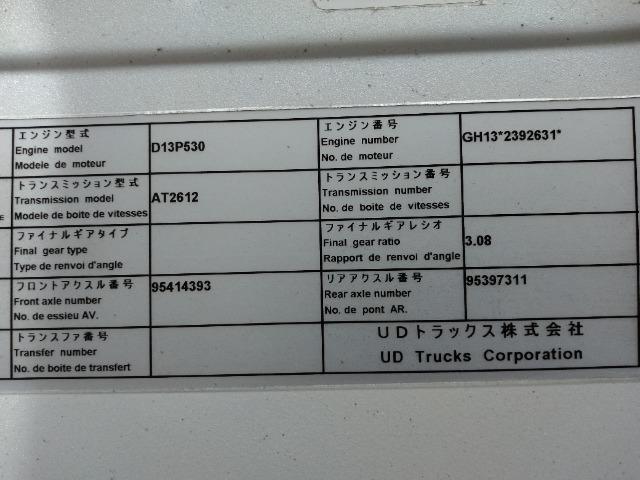 エンジン型式
Engine model
Modele de moteur
D13P530
エンジン番号
Engine number
No. de moteur
GH13*2392631*
トランスミッション型式
Transmission model
Modele de boite de vitesses
AT2612
トランスミッション番号
Transmission number
No. de boite de vitesses
ファイナルギアタイプ
Final gear type
Type de renvoi d'angle
ファイナルギアレシオ
Final gear ratio
Rapport de renvoi d'angle
3.08
フロントアクスル番号
Front axle number
No. de essieu AV.
95414393
リアアクスル番号
Rear axle number
No. de pont AR.
95397311
トランスファ番号
Transfer number
No. de boite de transfert
UDトラックス株式会社
UD Trucks Corporation